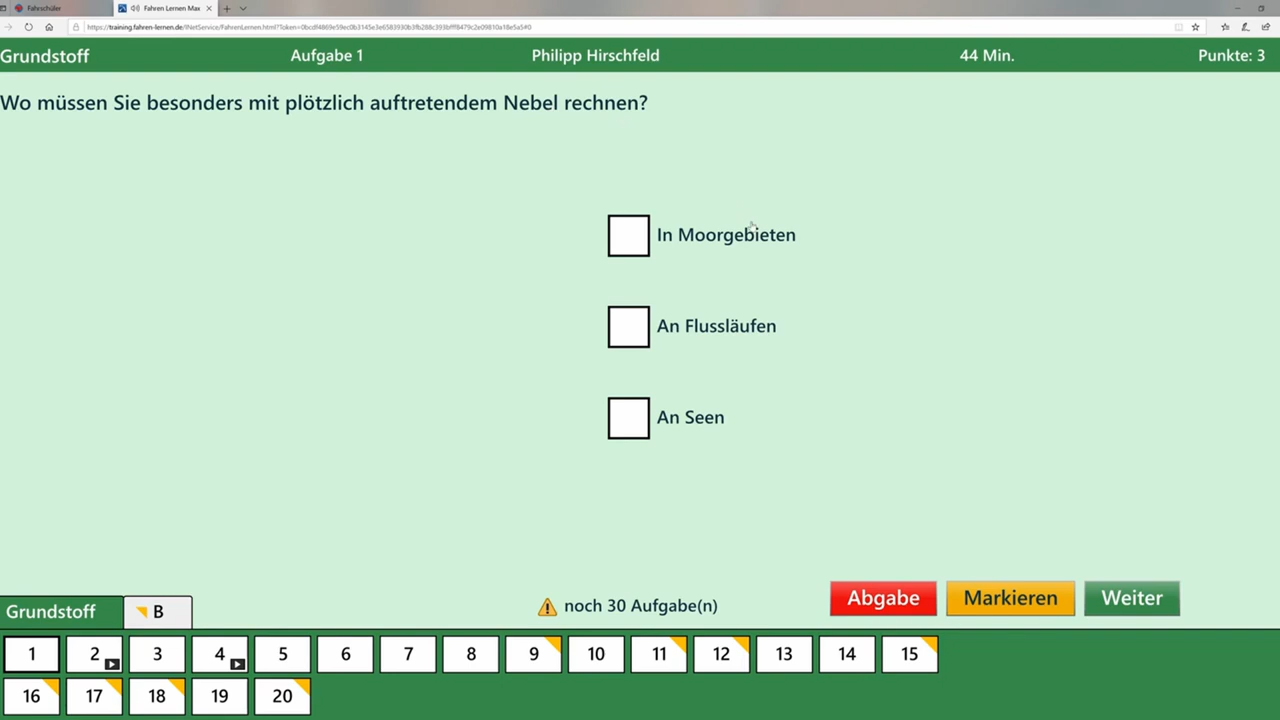 Fahrschüler
Fahren Lernen Max
Grundstoff Aufgabe 1 Philipp Hirschfeld 44 Min. Punkte: 3
Wo müssen Sie besonders mit plötzlich auftretendem Nebel rechnen?
In Moorgebieten
An Flussläufen
An Seen
noch 30 Aufgabe(n)
Abgabe Markieren Weiter
Grundstoff B
1 2 3 4 5 6 7 8 9 10 11 12 13 14 15
16 17 18 19 20